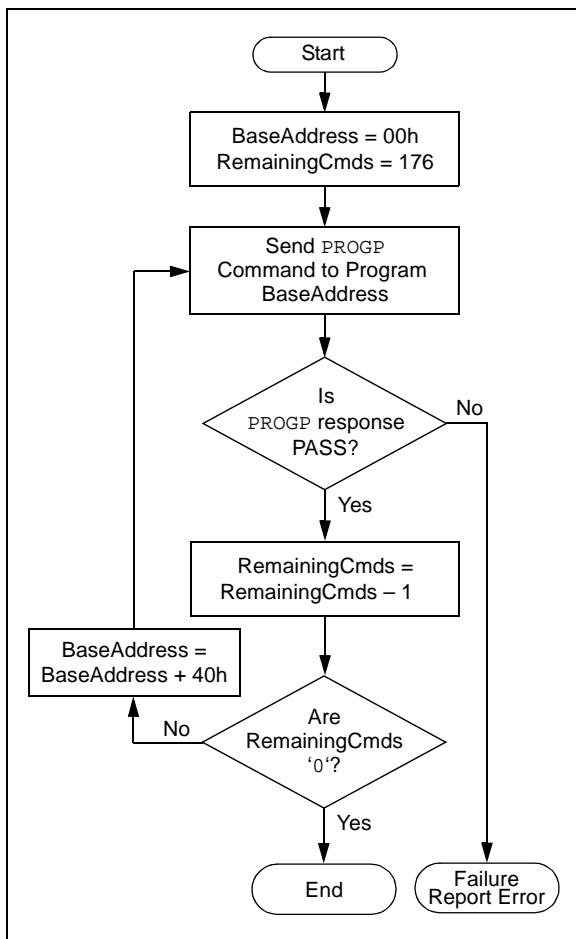 Start
BaseAddress = 00h
RemainingCmds = 176
Send PROGP
Command to Program
BaseAddress
Is
PROGP response
PASS?
No
Yes
RemainingCmds =
RemainingCmds – 1
BaseAddress =
BaseAddress + 40h
No
Are
RemainingCmds
‘0‘?
Yes
End
Failure
Report Error